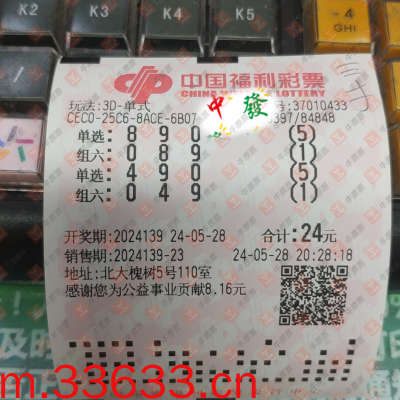 K2
K3
K4
K5
-4
GHI
中国福利彩票
玩法:3D-单式
中發
号:37010433
CEC0-25C6-8ACE-6B07
397/84848
单选:8 9 0 (5)
组六:0 8 9 (1)
单选:4 9 0 (5)
组六:0 4 9 (1)
开奖期:2024139 24-05-28 合计:24元
销售期:2024139-23 24-05-28 20:28:18
地址:北大槐树5号110室
感谢您为公益事业贡献8.16元
m.33633.cn